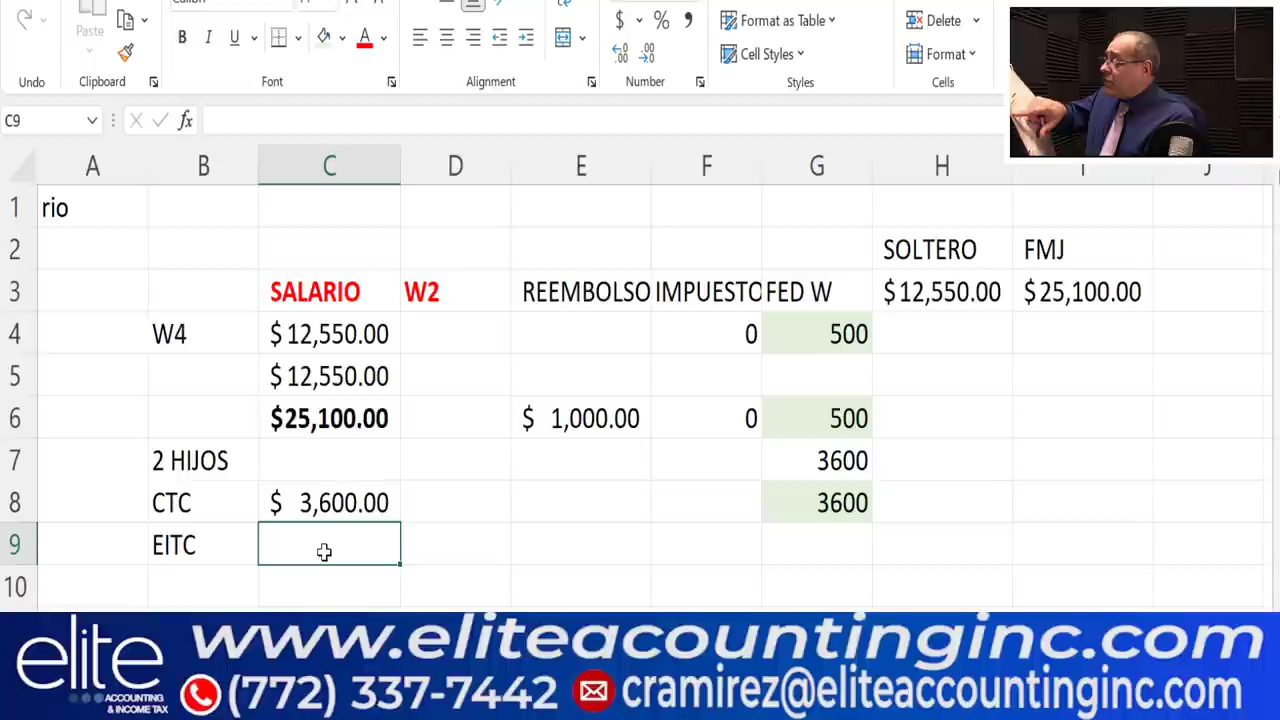 Paste
B I U A
$ % 9
Format as Table
Cell Styles
Delete
Format
Undo Clipboard Font Alignment Number Styles Cells
C9 fx
A B C D E F G H
1 rio
2 SOLTERO FMJ
3 SALARIO W2 REEMBOLSO IMPUESTO FED W $12,550.00 $25,100.00
4 W4 $12,550.00 0 500
5 $12,550.00
6 $25,100.00 $ 1,000.00 0 500
7 2 HIJOS 3600
8 CTC $ 3,600.00 3600
9 EITC
10
elite
ACCOUNTING
& INCOME TAX
www.eliteacountinginc.com
(772) 337-7442 cramirez@eliteaccountinginc.com